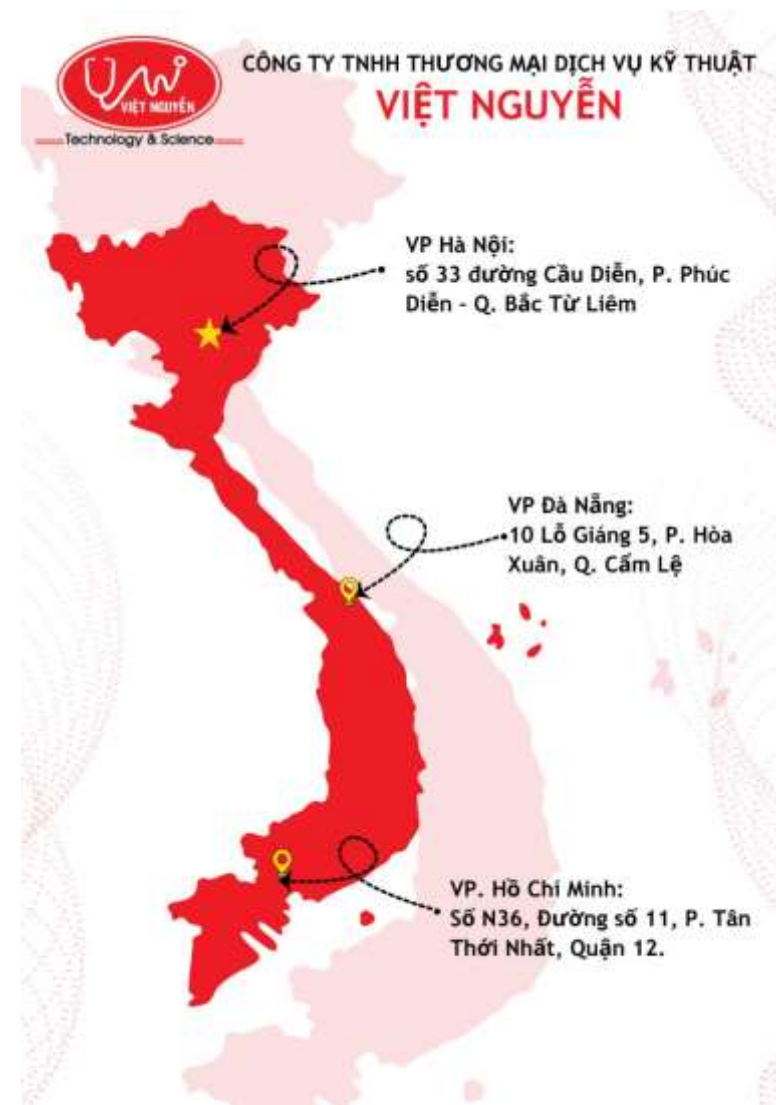 VIỆT NGUYỄN
Technology & Science
CÔNG TY TNHH THƯƠNG MẠI DỊCH VỤ KỸ THUẬT
VIỆT NGUYỄN
VP Hà Nội:
số 33 đường Cầu Diễn, P. Phúc
Diễn - Q. Bắc Từ Liêm
VP Đà Nẵng:
10 Lỗ Giáng 5, P. Hòa
Xuân, Q. Cẩm Lệ
VP. Hồ Chí Minh:
Số N36, Đường số 11, P. Tân
Thới Nhất, Quận 12.